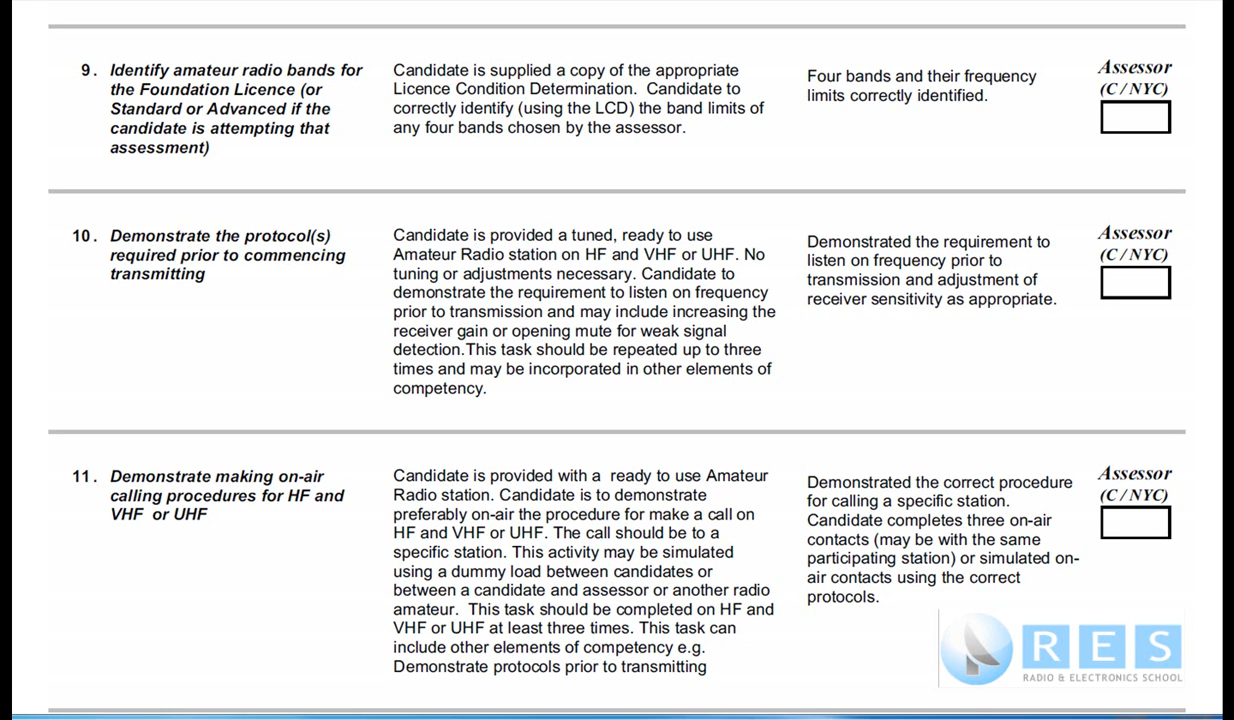 9. Identify amateur radio bands for
the Foundation Licence (or
Standard or Advanced if the
candidate is attempting that
assessment)
Candidate is supplied a copy of the appropriate
Licence Condition Determination. Candidate to
correctly identify (using the LCD) the band limits of
any four bands chosen by the assessor.
Four bands and their frequency
limits correctly identified.
Assessor
(C / NYC)
10. Demonstrate the protocol(s)
required prior to commencing
transmitting
Candidate is provided a tuned, ready to use
Amateur Radio station on HF and VHF or UHF. No
tuning or adjustments necessary. Candidate to
demonstrate the requirement to listen on frequency
prior to transmission and may include increasing the
receiver gain or opening mute for weak signal
detection.This task should be repeated up to three
times and may be incorporated in other elements of
competency.
Demonstrated the requirement to
listen on frequency prior to
transmission and adjustment of
receiver sensitivity as appropriate.
Assessor
(C / NYC)
11. Demonstrate making on-air
calling procedures for HF and
VHF or UHF
Candidate is provided with a ready to use Amateur
Radio station. Candidate is to demonstrate
preferably on-air the procedure for make a call on
HF and VHF or UHF. The call should be to a
specific station. This activity may be simulated
using a dummy load between candidates or
between a candidate and assessor or another radio
amateur. This task should be completed on HF and
VHF or UHF at least three times. This task can
include other elements of competency e.g.
Demonstrate protocols prior to transmitting
Demonstrated the correct procedure
for calling a specific station.
Candidate completes three on-air
contacts (may be with the same
participating station) or simulated on-
air contacts using the correct
protocols.
Assessor
(C / NYC)
RES
RADIO & ELECTRONICS SCHOOL